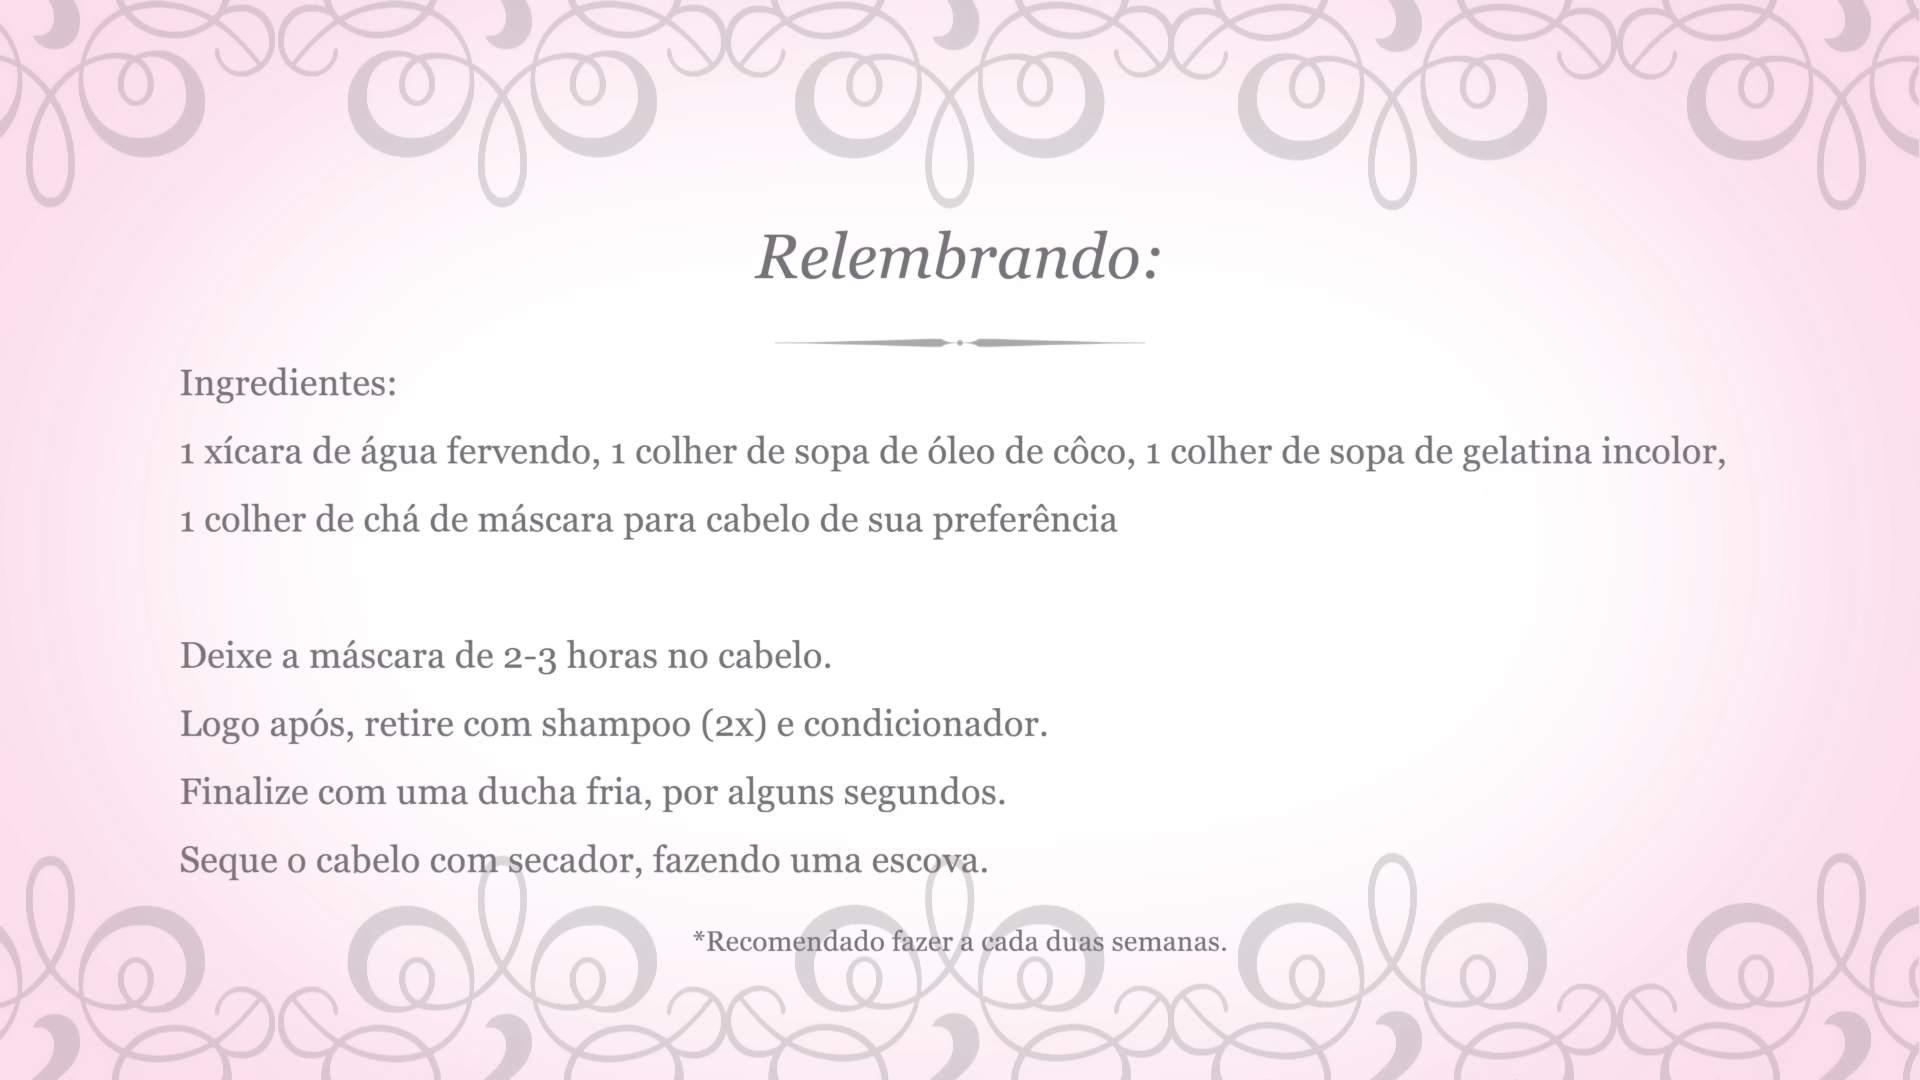 Relembrando:
Ingredientes:
1 xícara de água fervendo, 1 colher de sopa de óleo de côco, 1 colher de sopa de gelatina incolor,
1 colher de chá de máscara para cabelo de sua preferência
Deixe a máscara de 2-3 horas no cabelo.
Logo após, retire com shampoo (2x) e condicionador.
Finalize com uma ducha fria, por alguns segundos.
Seque o cabelo com secador, fazendo uma escova.
*Recomendado fazer a cada duas semanas.